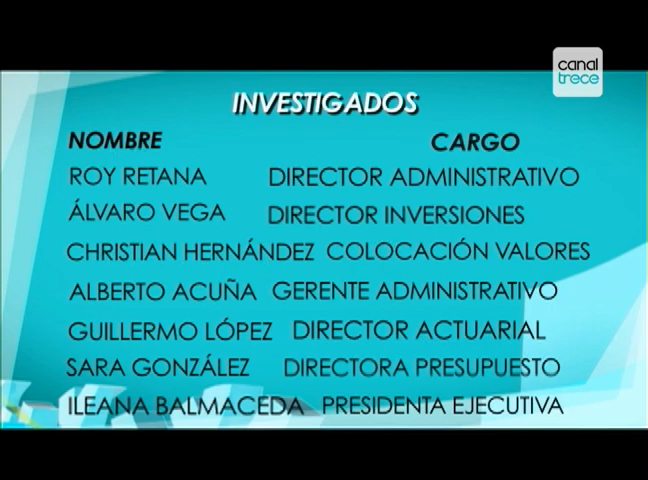 canal
trece
INVESTIGADOS
NOMBRE CARGO
ROY RETANA DIRECTOR ADMINISTRATIVO
ÁLVARO VEGA DIRECTOR INVERSIONES
CHRISTIAN HERNÁNDEZ COLOCACIÓN VALORES
ALBERTO ACUÑA GERENTE ADMINISTRATIVO
GUILLERMO LÓPEZ DIRECTOR ACTUARIAL
SARA GONZÁLEZ DIRECTORA PRESUPUESTO
ILEANA BALMACEDA PRESIDENTA EJECUTIVA